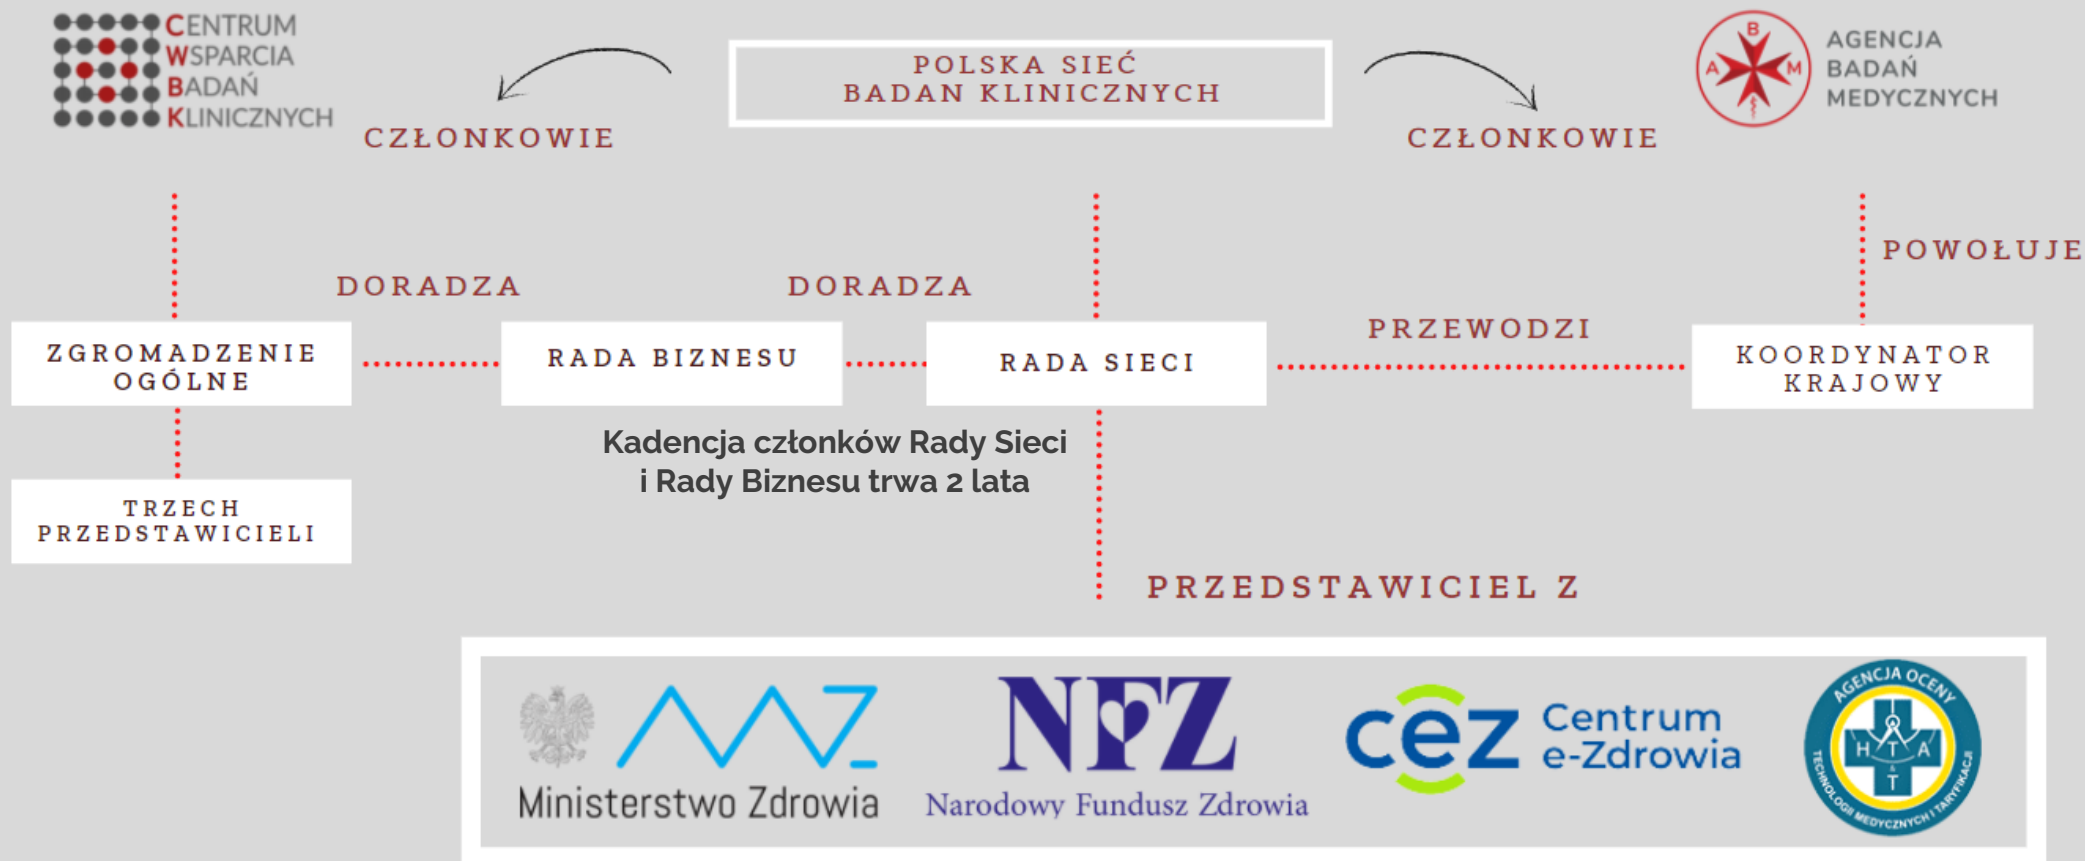 CENTRUM
WSPARCIA
BADAŃ
KLINICZNYCH
POLSKA SIEĆ
BADAN KLINICZNYCH
B
A M
AGENCJA
BADAŃ
MEDYCZNYCH
CZŁONKOWIE
CZŁONKOWIE
POWOŁUJE
DORADZA
DORADZA
PRZEWODZI
ZGROMADZENIE
OGÓLNE
RADA BIZNESU
RADA SIECI
KOORDYNATOR
KRAJOWY
Kadencja członków Rady Sieci
i Rady Biznesu trwa 2 lata
TRZECH
PRZEDSTAWICIELI
PRZEDSTAWICIEL Z
Ministerstwo Zdrowia
NFZ
Narodowy Fundusz Zdrowia
cez
Centrum
e-Zdrowia
AGENCJA OCENY
TECHNOLOGII MEDYCZNYCH I TARYFIKACJI
H T A
&
T